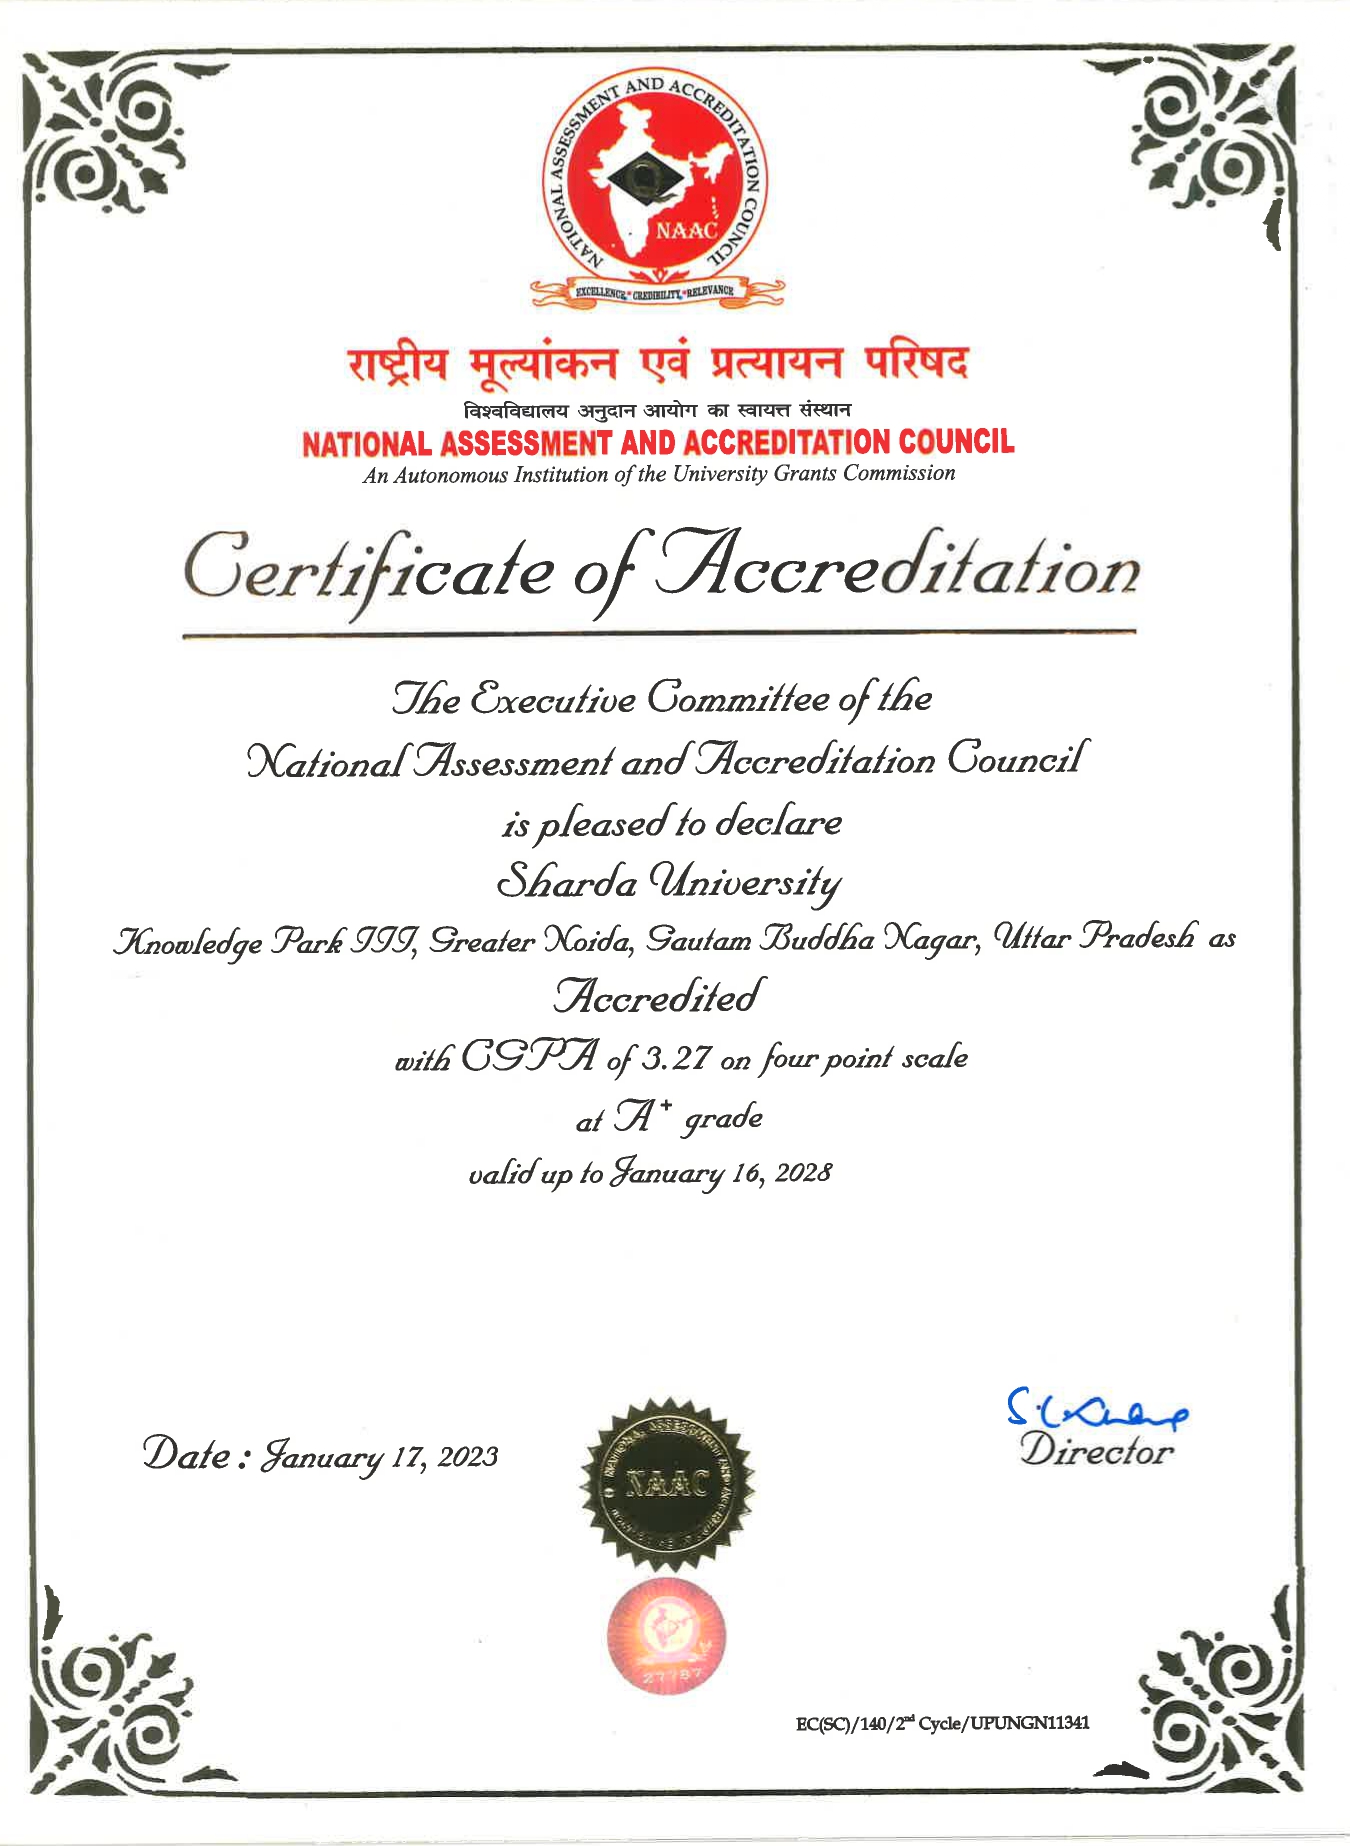 NATIONAL ASSESSMENT AND ACCREDITATION COUNCIL
NAAC
EXCELLENCE * CREDIBILITY * RELEVANCE
राष्ट्रीय मूल्यांकन एवं प्रत्यायन परिषद
विश्वविद्यालय अनुदान आयोग का स्वायत्त संस्थान
NATIONAL ASSESSMENT AND ACCREDITATION COUNCIL
An Autonomous Institution of the University Grants Commission
Certificate of Accreditation
The Executive Committee of the
National Assessment and Accreditation Council
is pleased to declare
Sharda University
Knowledge Park III, Greater Noida, Gautam Buddha Nagar, Uttar Pradesh as
Accredited
with CGPA of 3.27 on four point scale
at A⁺ grade
valid up to January 16, 2028
Director
Date : January 17, 2023
NAAC
27787
EC(SC)/140/2ⁿᵈ Cycle/UPUNGN11341